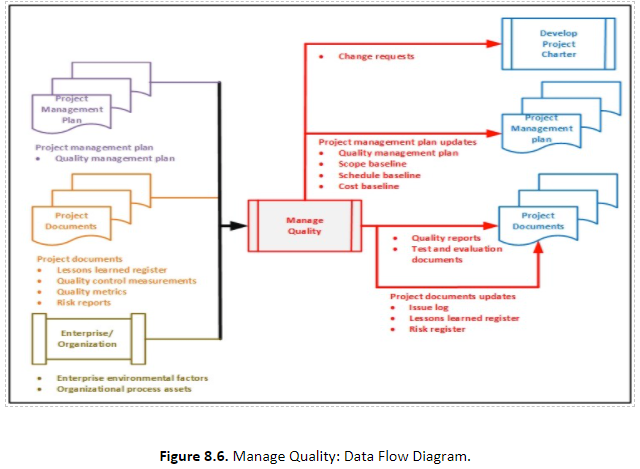 Project
Management
Plan
Project management plan
• Quality management plan
Project
Documents
Project documents
• Lessons learned register
• Quality control measurements
• Quality metrics
• Risk reports
Enterprise/
Organization
• Enterprise environmental factors
• Organizational process assets
Manage
Quality
• Change requests
Develop
Project
Charter
Project management plan updates
• Quality management plan
• Scope baseline
• Schedule baseline
• Cost baseline
Project
Management
plan
• Quality reports
• Test and evaluation
documents
Project
Documents
Project documents updates
• Issue log
• Lessons learned register
• Risk register
Figure 8.6. Manage Quality: Data Flow Diagram.